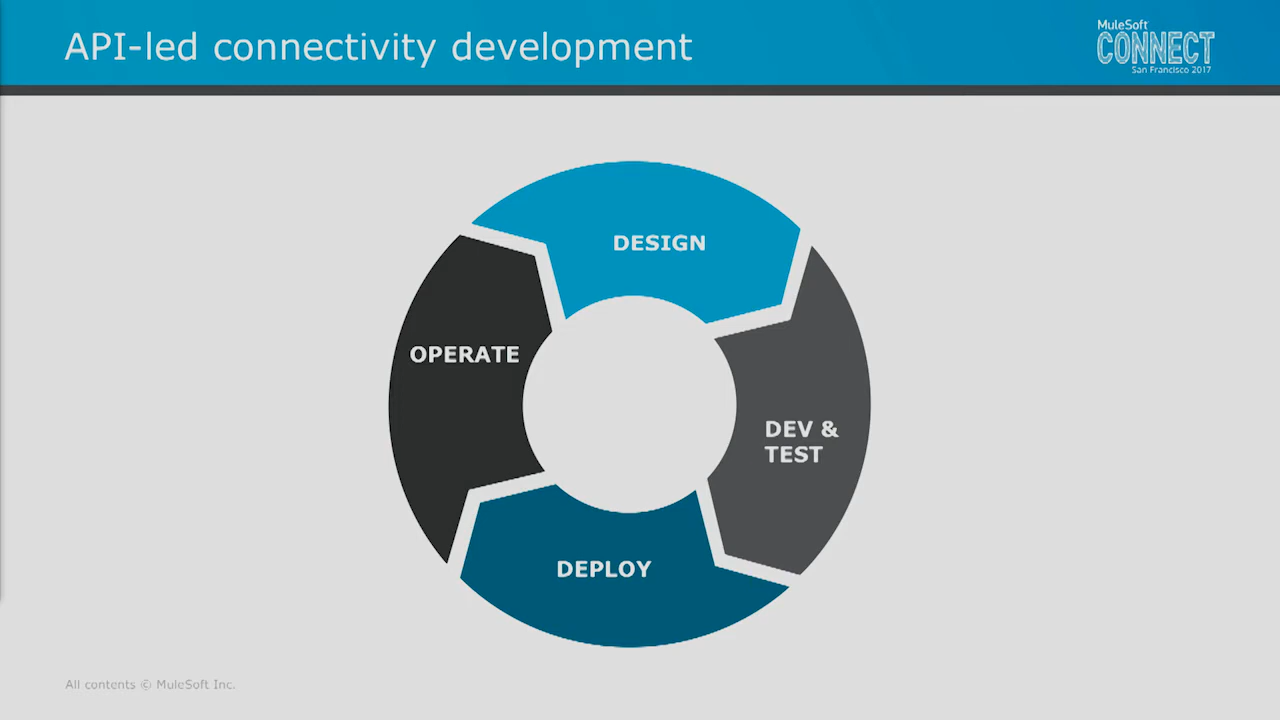 API-led connectivity development
MuleSoft
CONNECT
San Francisco 2017
DESIGN
OPERATE
DEV &
TEST
DEPLOY
All contents © MuleSoft Inc.